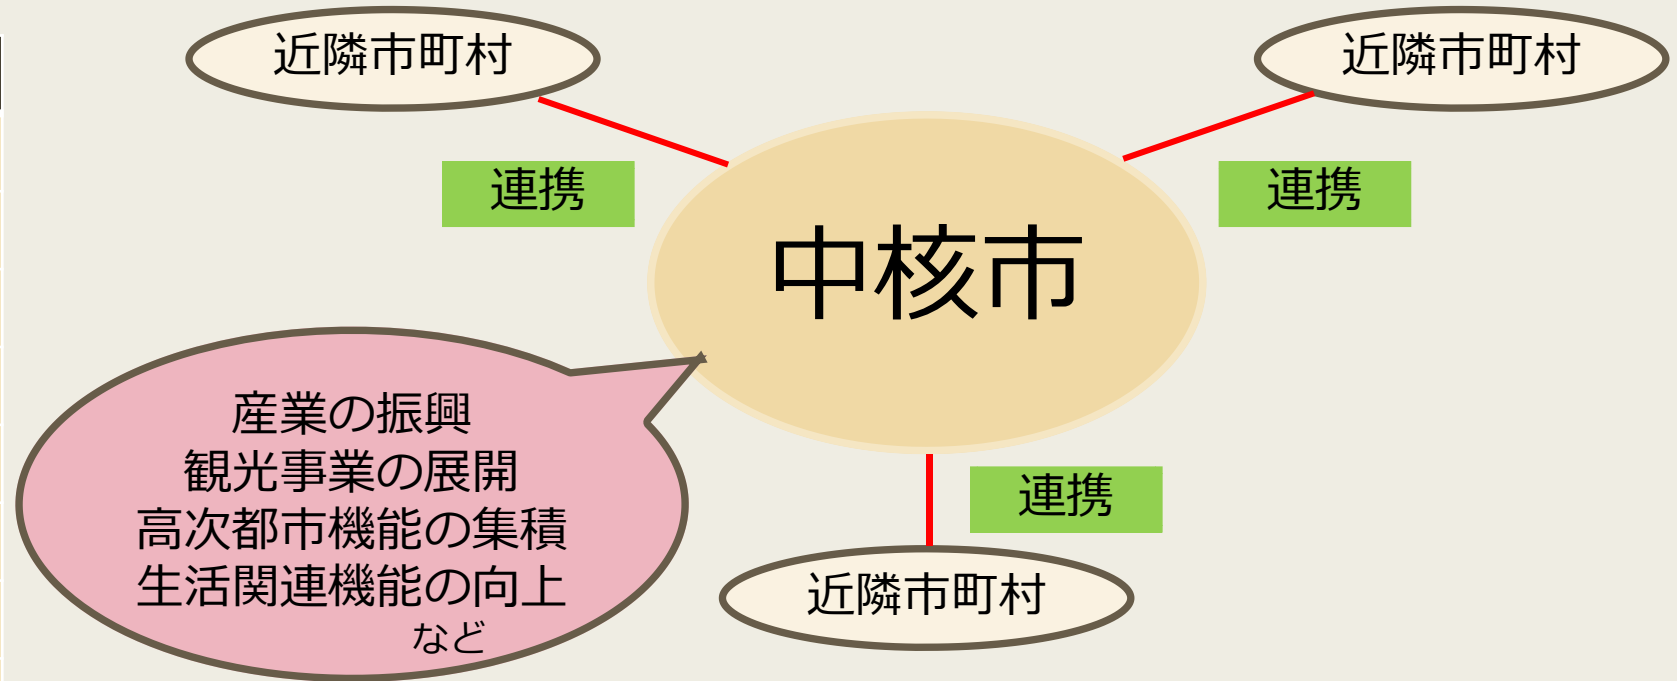 近隣市町村
近隣市町村
連携
連携
中核市
産業の振興
観光事業の展開
高次都市機能の集積
生活関連機能の向上
など
連携
近隣市町村